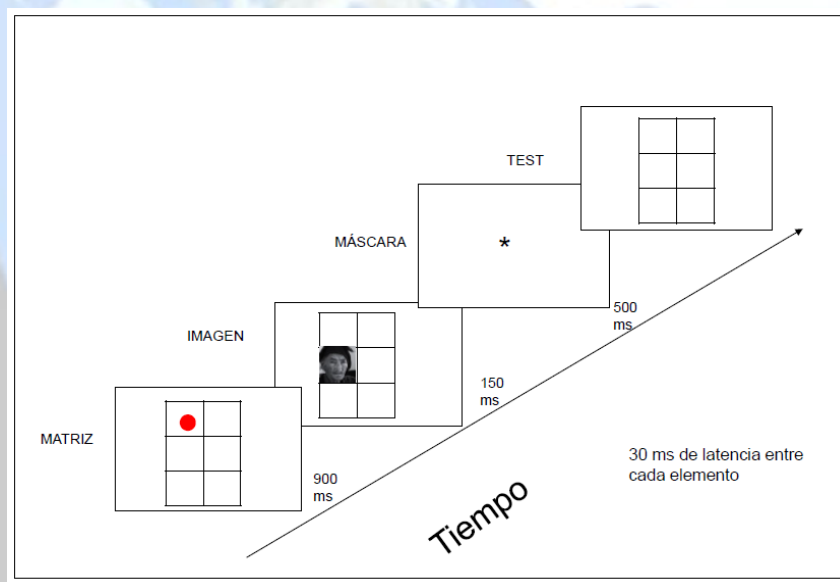 TEST
MÁSCARA
*
500
ms
IMAGEN
150
ms
MATRIZ
900
ms
30 ms de latencia entre
cada elemento
Tiempo